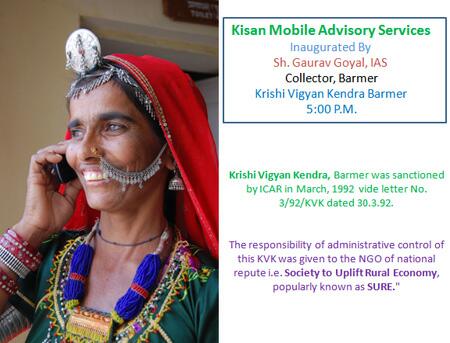 Kisan Mobile Advisory Services
Inaugurated By
Sh. Gaurav Goyal, IAS
Collector, Barmer
Krishi Vigyan Kendra Barmer
5:00 P.M.
Krishi Vigyan Kendra, Barmer was sanctioned
by ICAR in March, 1992 vide letter No.
3/92/KVK dated 30.3.92.
The responsibility of administrative control of
this KVK was given to the NGO of national
repute i.e. Society to Uplift Rural Economy,
popularly known as SURE."